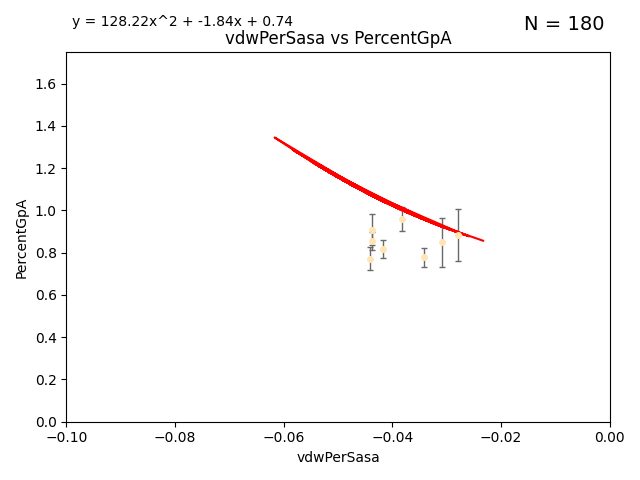 y = 128.22x^2 + -1.84x + 0.74
N = 180
vdwPerSasa vs PercentGpA
PercentGpA
1.6
1.4
1.2
1.0
0.8
0.6
0.4
0.2
0.0
−0.10 −0.08 −0.06 −0.04 −0.02 0.00
vdwPerSasa